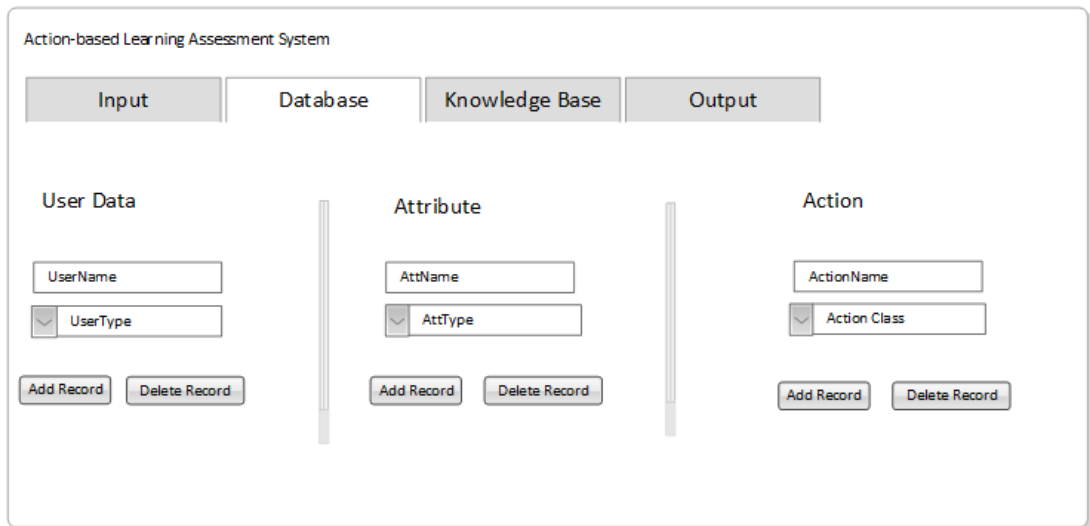 Action-based Learning Assessment System
Input
Database
Knowledge Base
Output
User Data
UserName
UserType
Add Record
Delete Record
Attribute
AttName
AttType
Add Record
Delete Record
Action
ActionName
Action Class
Add Record
Delete Record